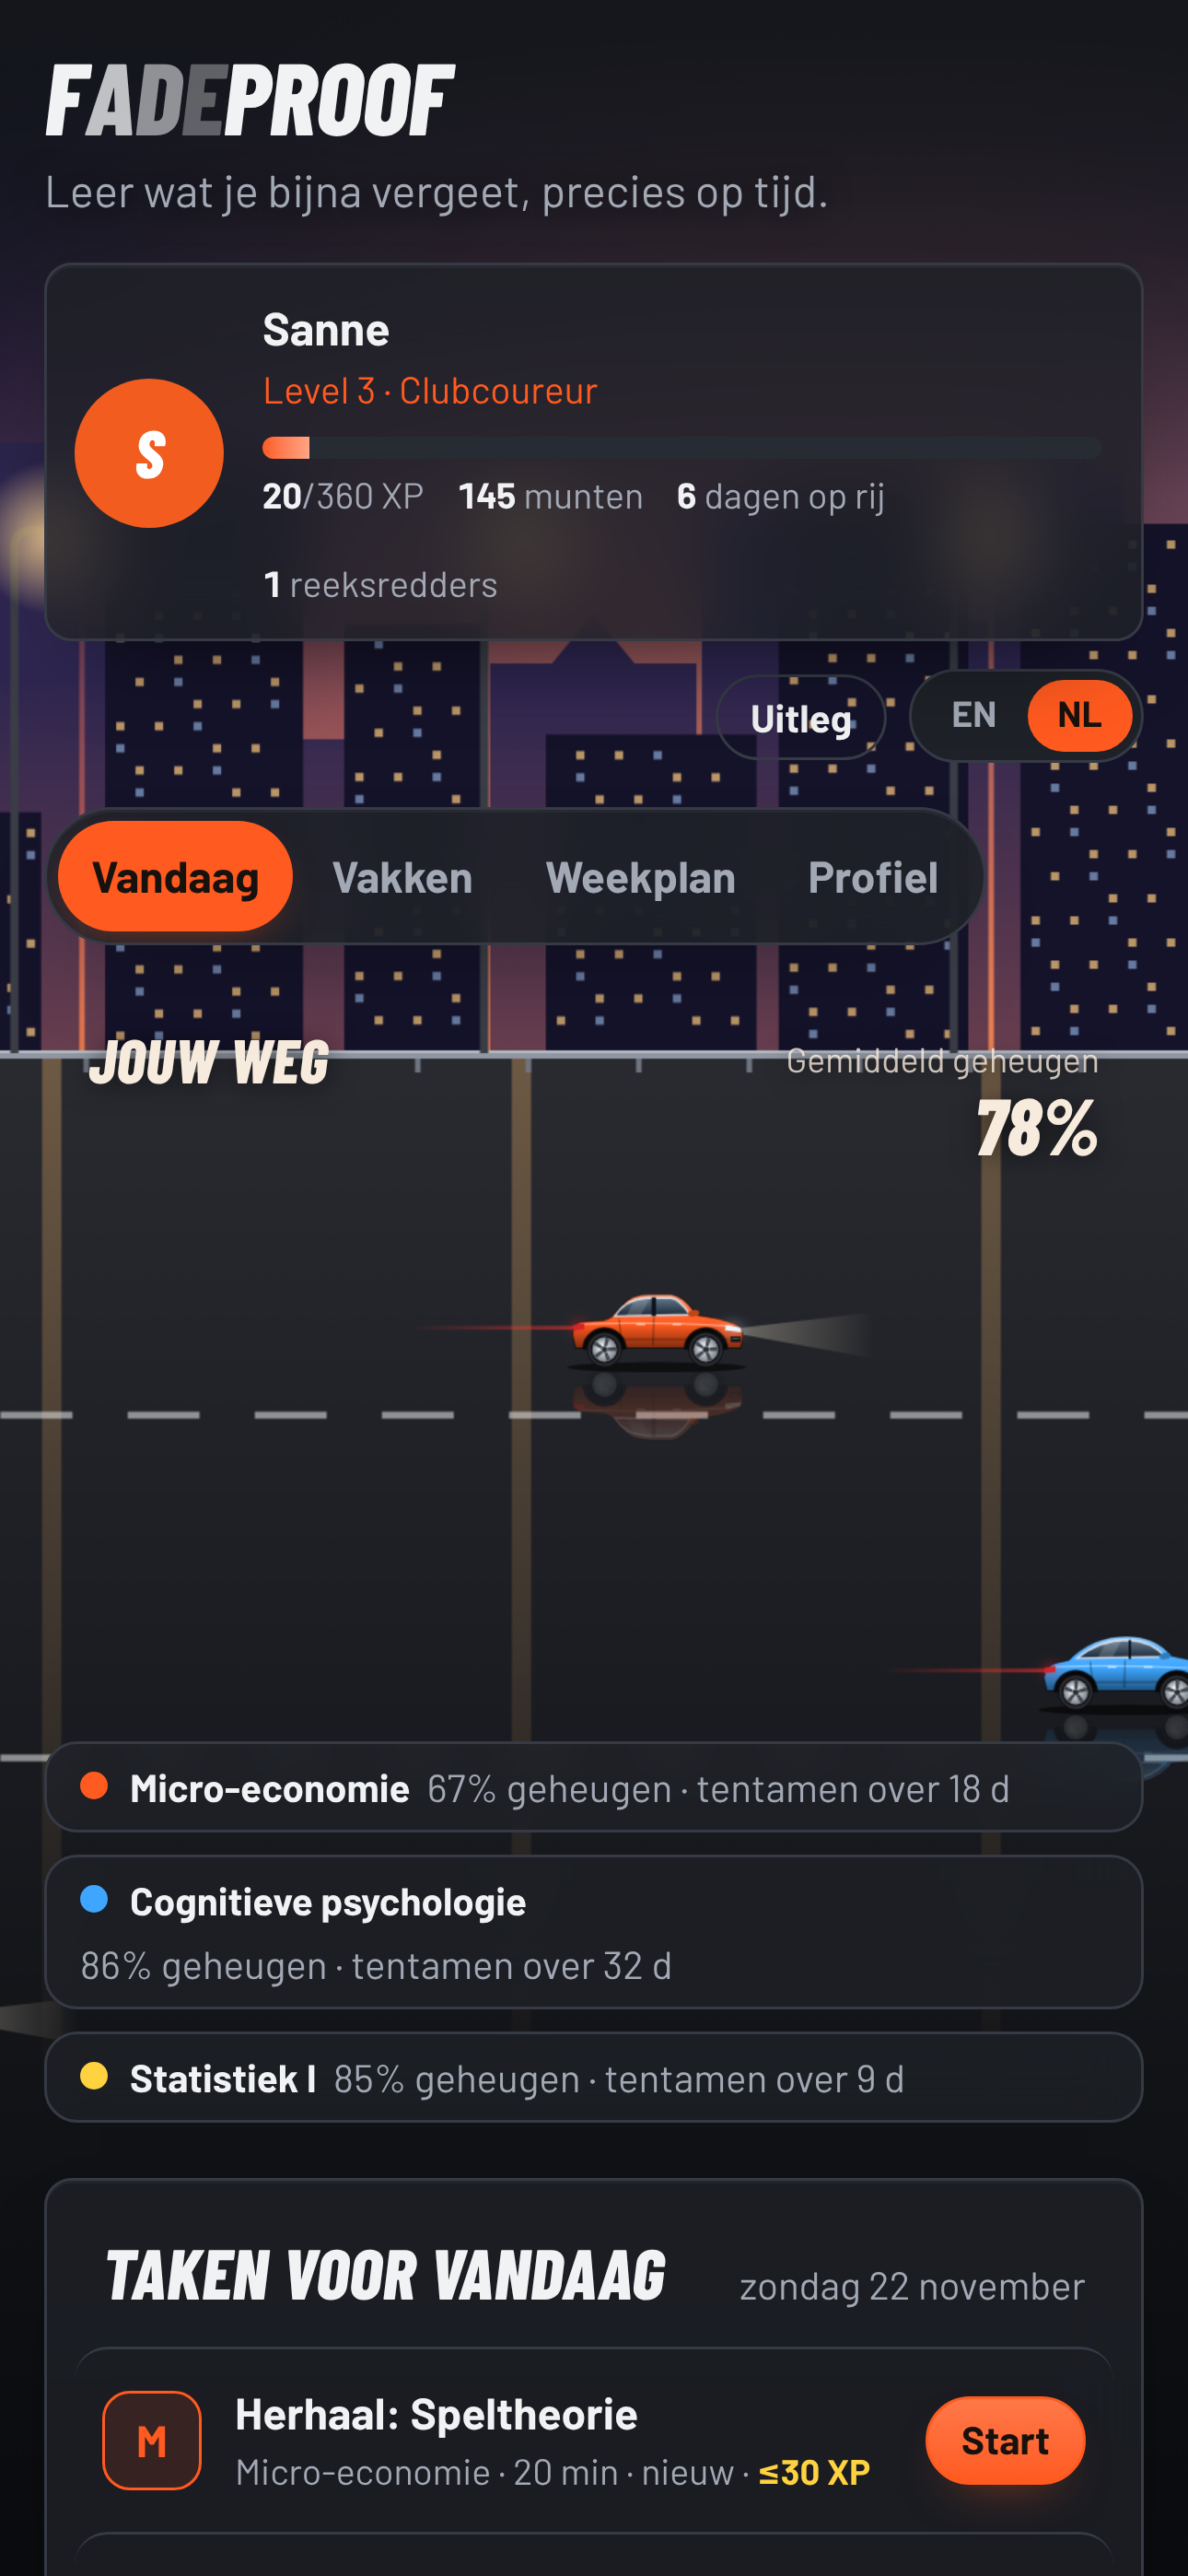 FADEPROOF
Leer wat je bijna vergeet, precies op tijd.
Sanne
S
Level 3 · Clubcoureur
20/360 XP 145 munten 6 dagen op rij
1 reeksredders
Uitleg EN NL
Vandaag Vakken Weekplan Profiel
JOUW WEG
Gemiddeld geheugen
78%
Micro-economie 67% geheugen · tentamen over 18 d
Cognitieve psychologie
86% geheugen · tentamen over 32 d
Statistiek I 85% geheugen · tentamen over 9 d
TAKEN VOOR VANDAAG zondag 22 november
M
Herhaal: Speltheorie
Micro-economie · 20 min · nieuw · ≤30 XP
Start